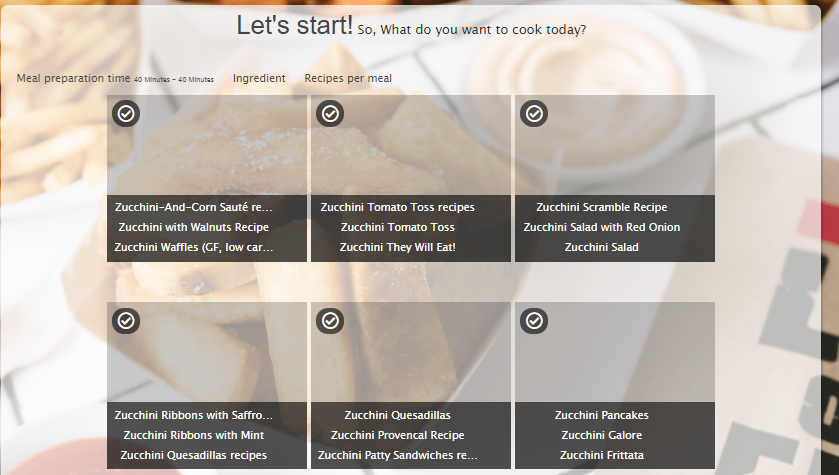 Let's start! So, What do you want to cook today?
Meal preparation time 40 Minutes - 40 Minutes Ingredient Recipes per meal
Zucchini-And-Corn Sauté re...
Zucchini with Walnuts Recipe
Zucchini Waffles (GF, low car...
Zucchini Tomato Toss recipes
Zucchini Tomato Toss
Zucchini They Will Eat!
Zucchini Scramble Recipe
Zucchini Salad with Red Onion
Zucchini Salad
Zucchini Ribbons with Saffro...
Zucchini Ribbons with Mint
Zucchini Quesadillas recipes
Zucchini Quesadillas
Zucchini Provencal Recipe
Zucchini Patty Sandwiches re...
Zucchini Pancakes
Zucchini Galore
Zucchini Frittata